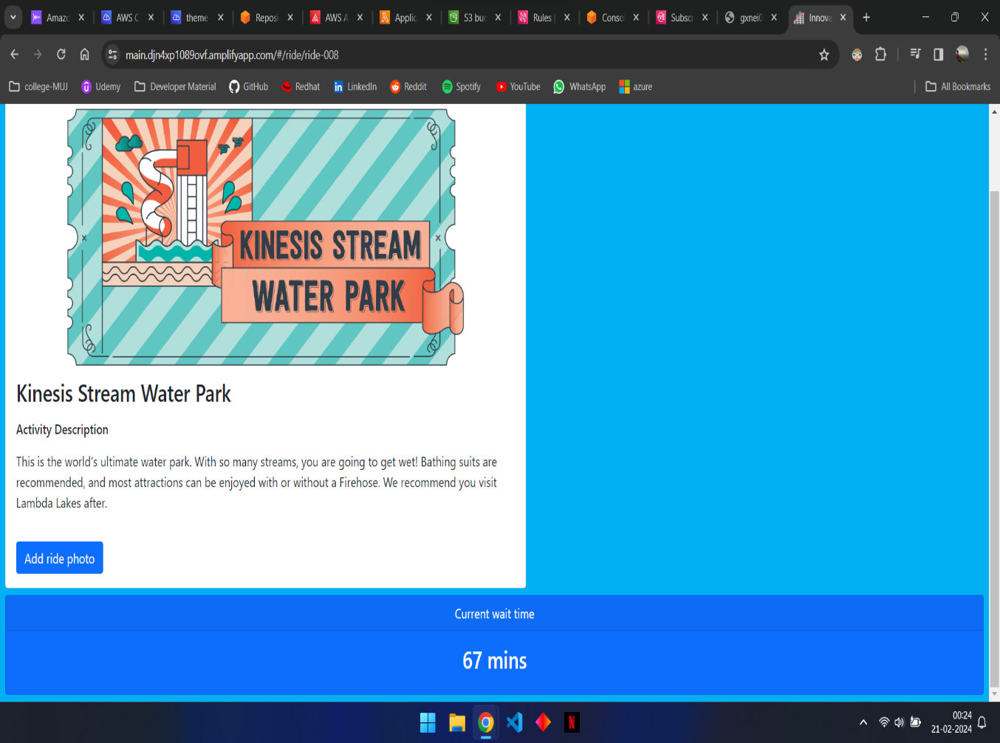 Amazo
AWS C
theme
Reposi
AWS A
Applic
S3 buc
Rules |
Conso
Subscr
gxnei0
Innova
main.djn4xp1089ovf.amplifyapp.com/#/ride/ride-008
college-MUJ
Udemy
Developer Material
GitHub
Redhat
LinkedIn
Reddit
Spotify
YouTube
WhatsApp
azure
All Bookmarks
KINESIS STREAM
WATER PARK
Kinesis Stream Water Park
Activity Description
This is the world's ultimate water park. With so many streams, you are going to get wet! Bathing suits are
recommended, and most attractions can be enjoyed with or without a Firehose. We recommend you visit
Lambda Lakes after.
Add ride photo
Current wait time
67 mins
00:24
21-02-2024